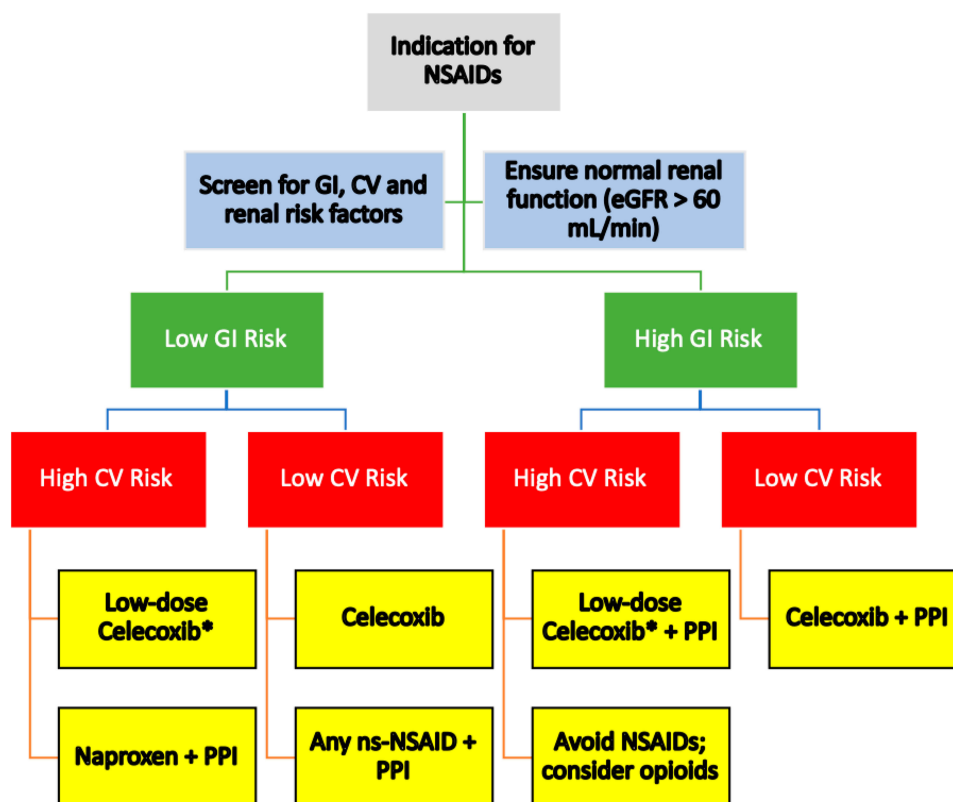 Indication for
NSAIDs
Screen for GI, CV and
renal risk factors
Ensure normal renal
function (eGFR > 60
mL/min)
Low GI Risk
High GI Risk
High CV Risk
Low CV Risk
High CV Risk
Low CV Risk
Low-dose
Celecoxib*
Celecoxib
Low-dose
Celecoxib* + PPI
Celecoxib + PPI
Naproxen + PPI
Any ns-NSAID +
PPI
Avoid NSAIDs;
consider opioids